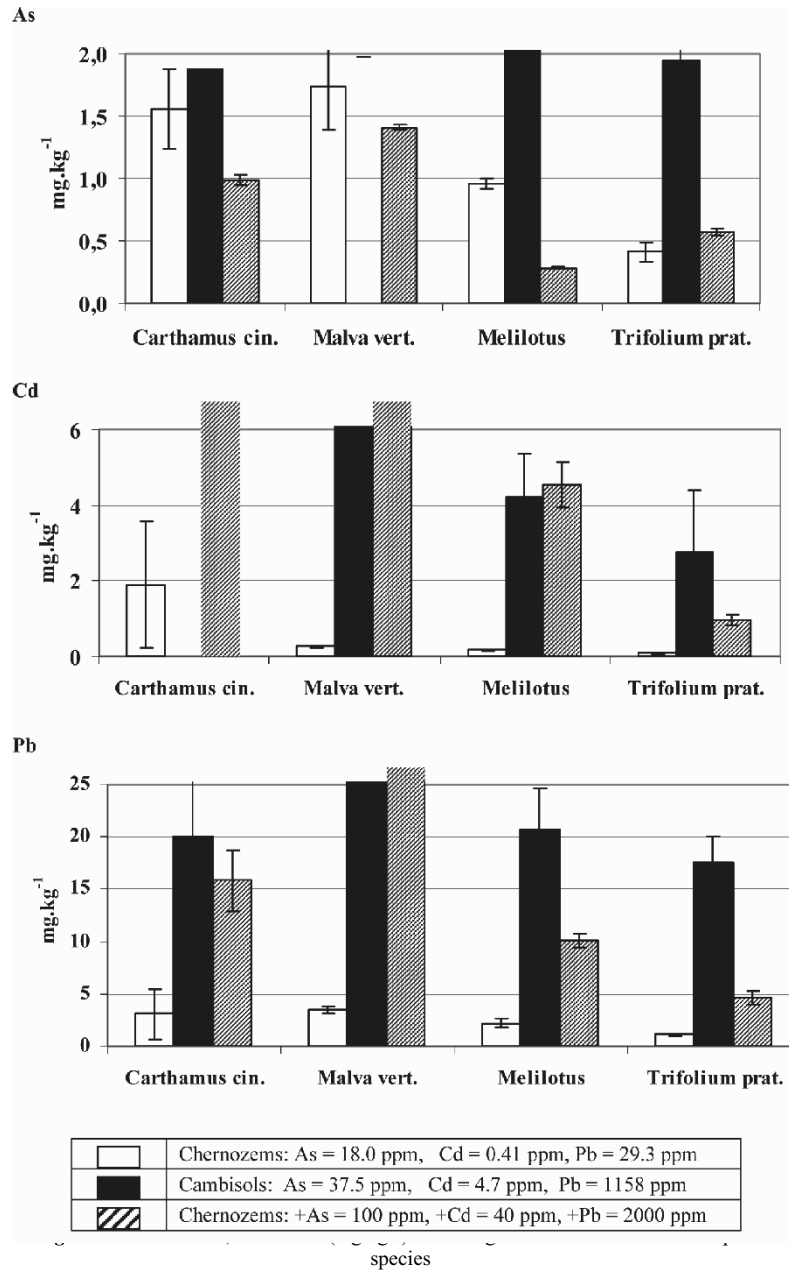 As
2,0
1,5
1,0
0,5
0,0
mg.kg-1
Carthamus cin. Malva vert. Melilotus Trifolium prat.
Cd
6
4
2
0
mg.kg-1
Carthamus cin. Malva vert. Melilotus Trifolium prat.
Pb
25
20
15
10
5
0
mg.kg-1
Carthamus cin. Malva vert. Melilotus Trifolium prat.
Chernozems: As = 18.0 ppm, Cd = 0.41 ppm, Pb = 29.3 ppm
Cambisols: As = 37.5 ppm, Cd = 4.7 ppm, Pb = 1158 ppm
Chernozems: +As = 100 ppm, +Cd = 40 ppm, +Pb = 2000 ppm
species